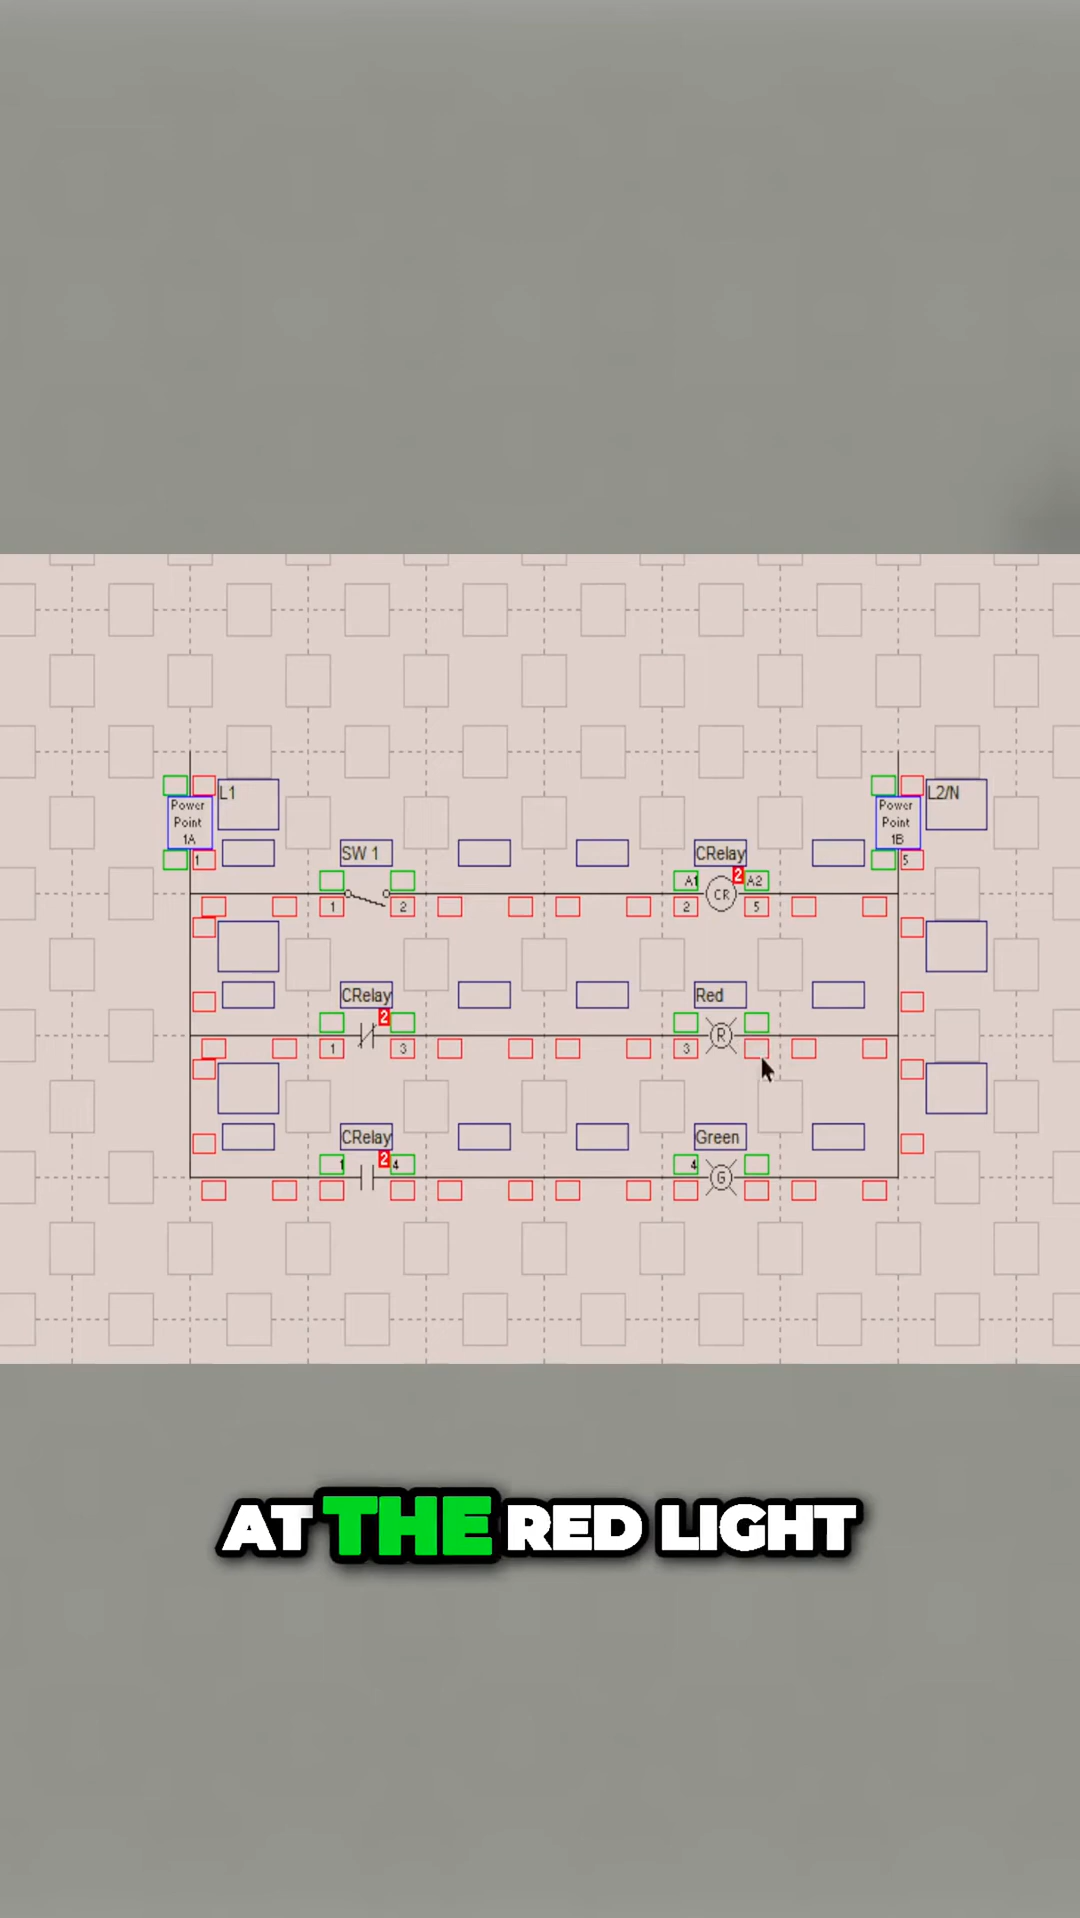 L1
L2/N
Power
Point
1A
Power
Point
1B
1
5
SW 1
CRelay
A1
2
A2
CR
1
2
2
5
CRelay
Red
2
R
1
3
3
CRelay
Green
1
2
4
4
G
AT THE RED LIGHT